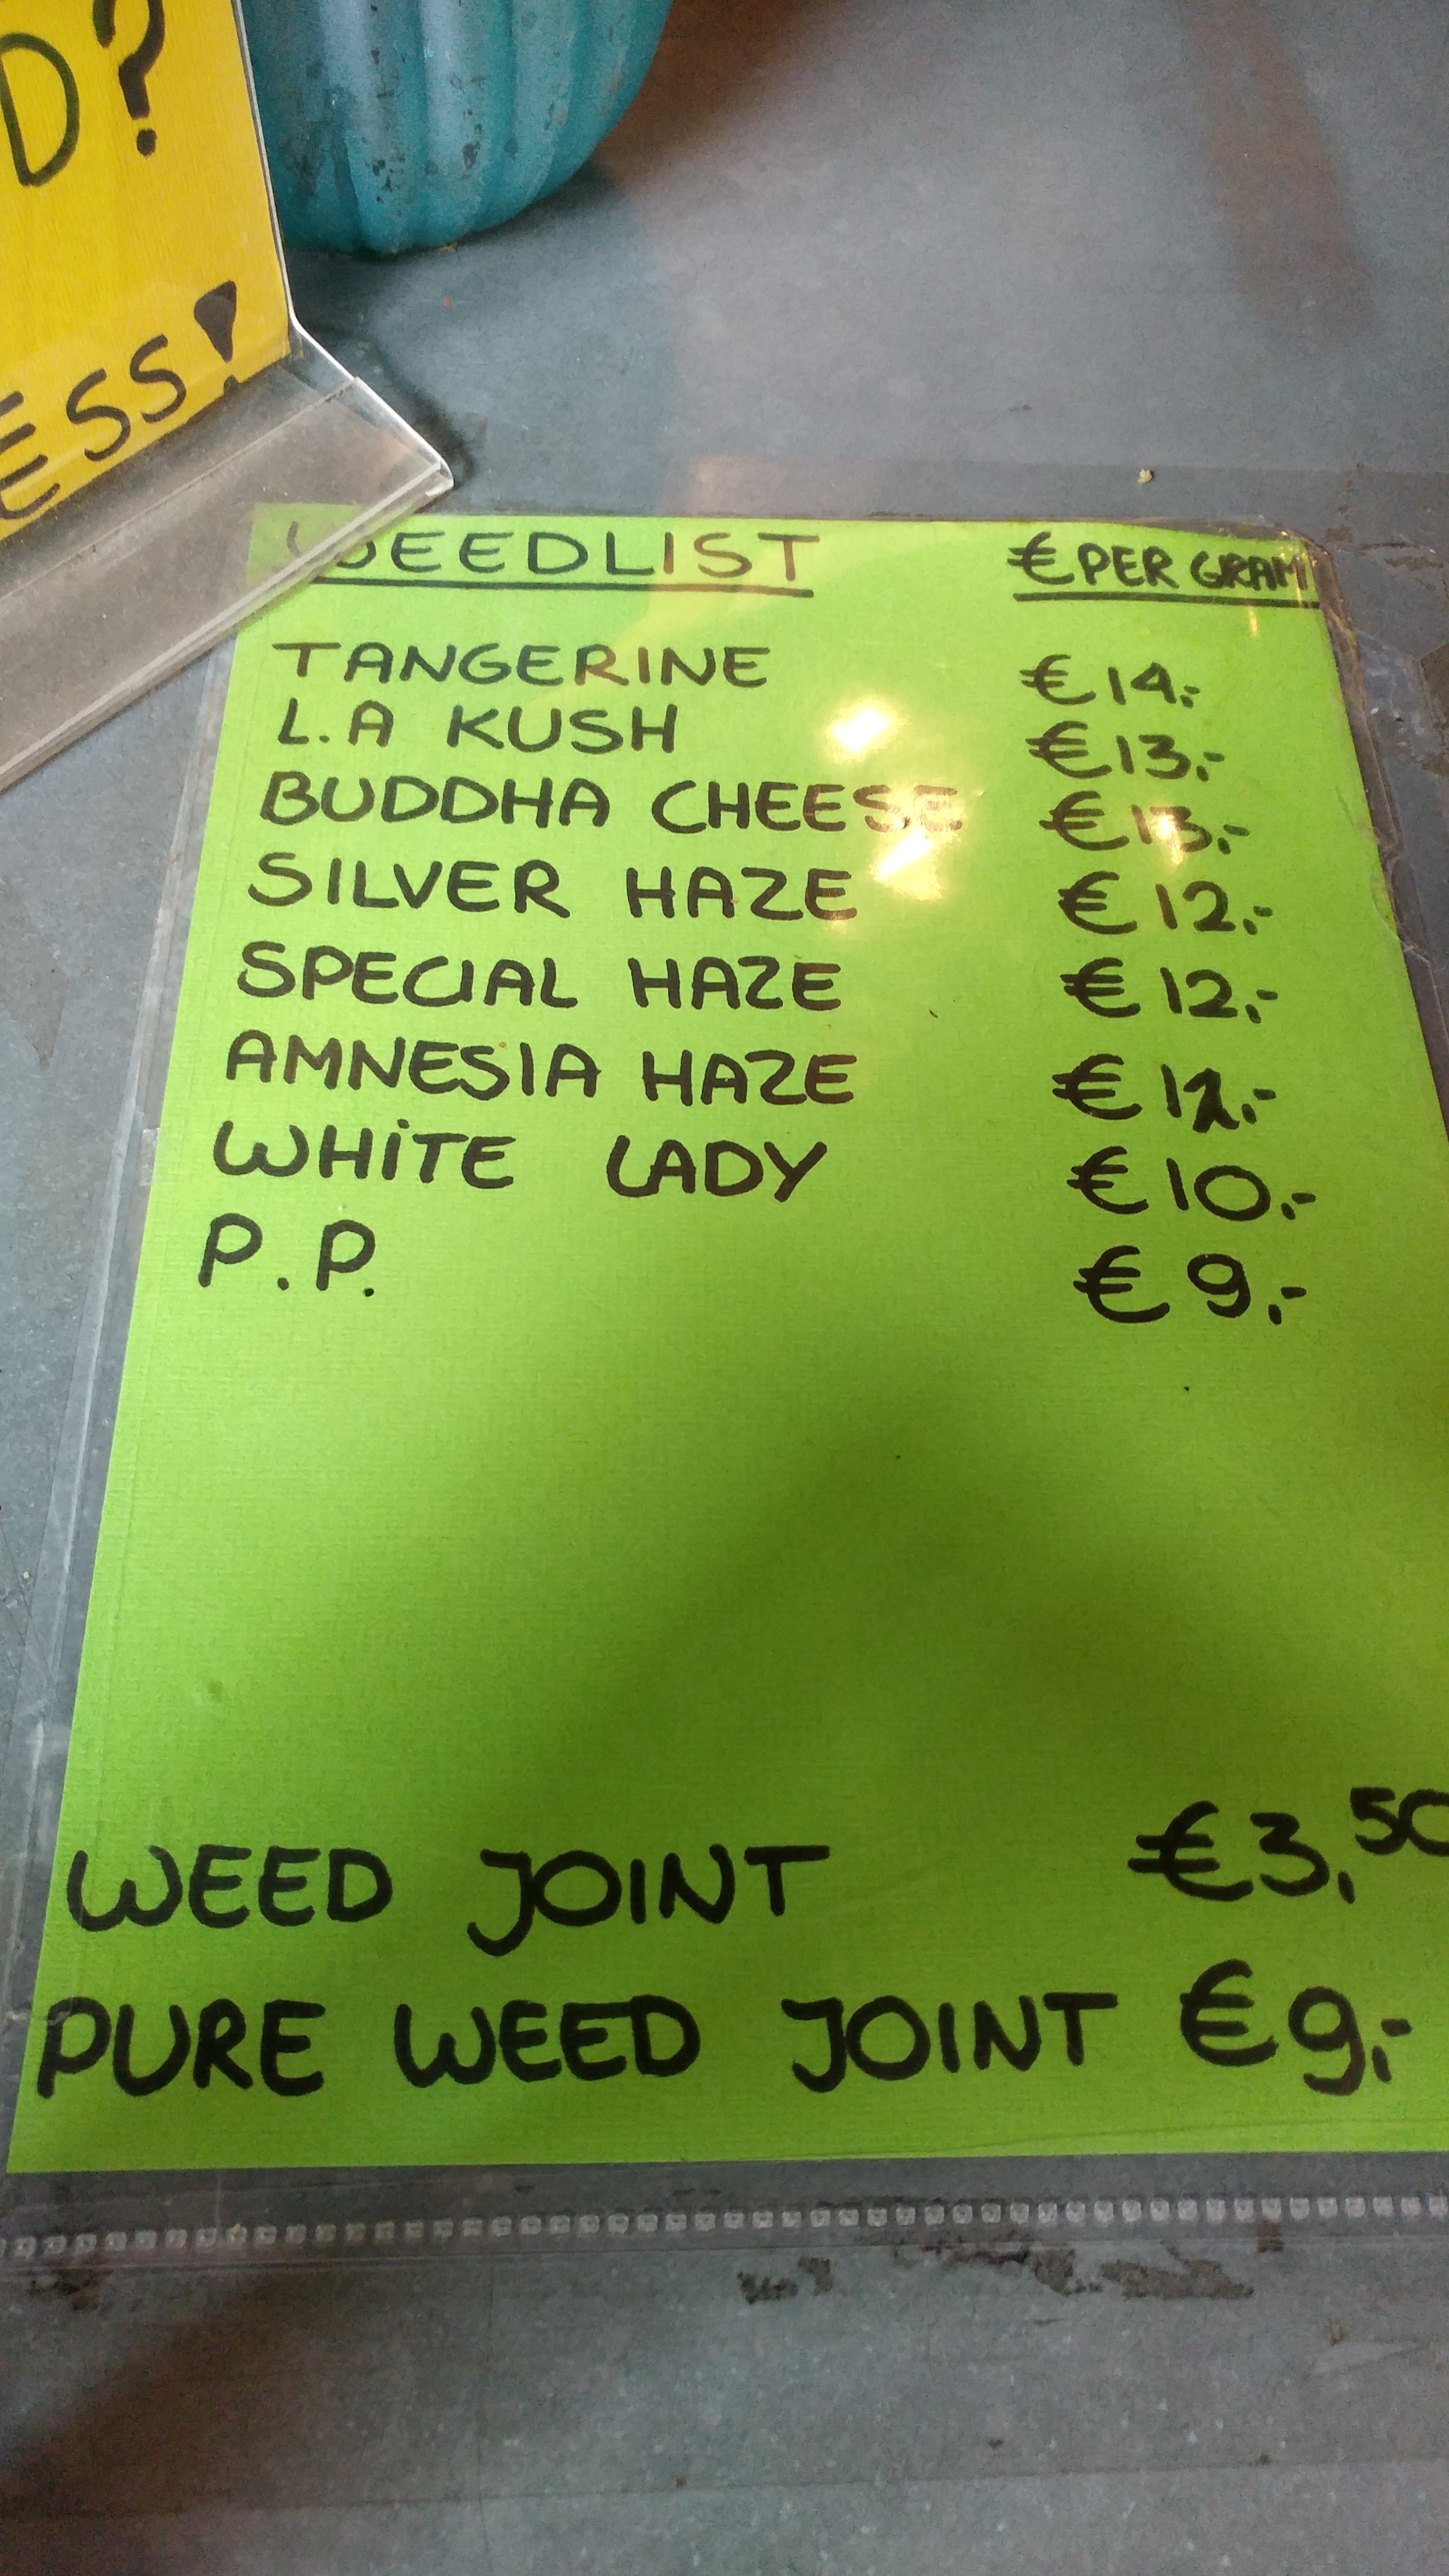 D?
ESS!
WEEDLIST € PER GRAM
TANGERINE € 14,-
L.A KUSH € 13,-
BUDDHA CHEESE € 13,-
SILVER HAZE € 12,-
SPECIAL HAZE € 12,-
AMNESIA HAZE
WHITE LADY € 10,-
P.P. € 9,-
WEED JOINT € 3,50
PURE WEED JOINT € 9,-